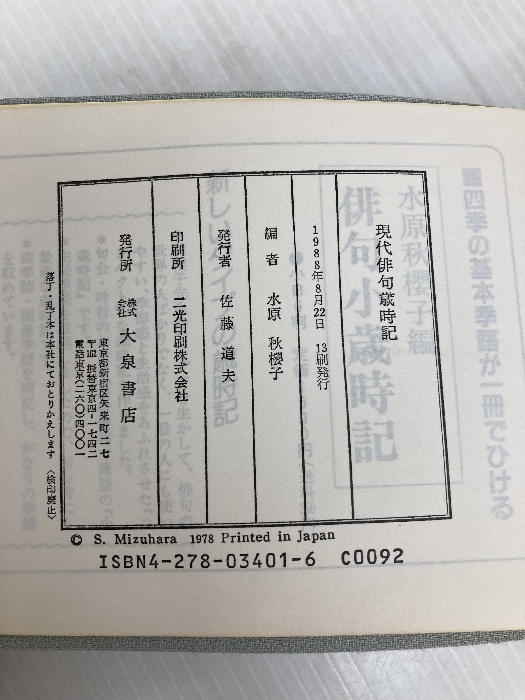 現代俳句歳時記
1988年8月22日 13刷発行
編者 水原秋櫻子
発行者 佐藤道夫
印刷所 二光印刷株式会社
発行所 株式会社 大泉書店
東京都新宿区矢来町二七
〒162 振替東京四-一七四二
電話東京(二六〇)四〇〇一
落丁・乱丁本は本社にておとりかえします 〈検印廃止〉
© S. Mizuhara 1978 Printed in Japan
ISBN4-278-03401-6 C0092
四季の基本季語が一冊でひける
水原秋櫻子編
俳句小歳時記